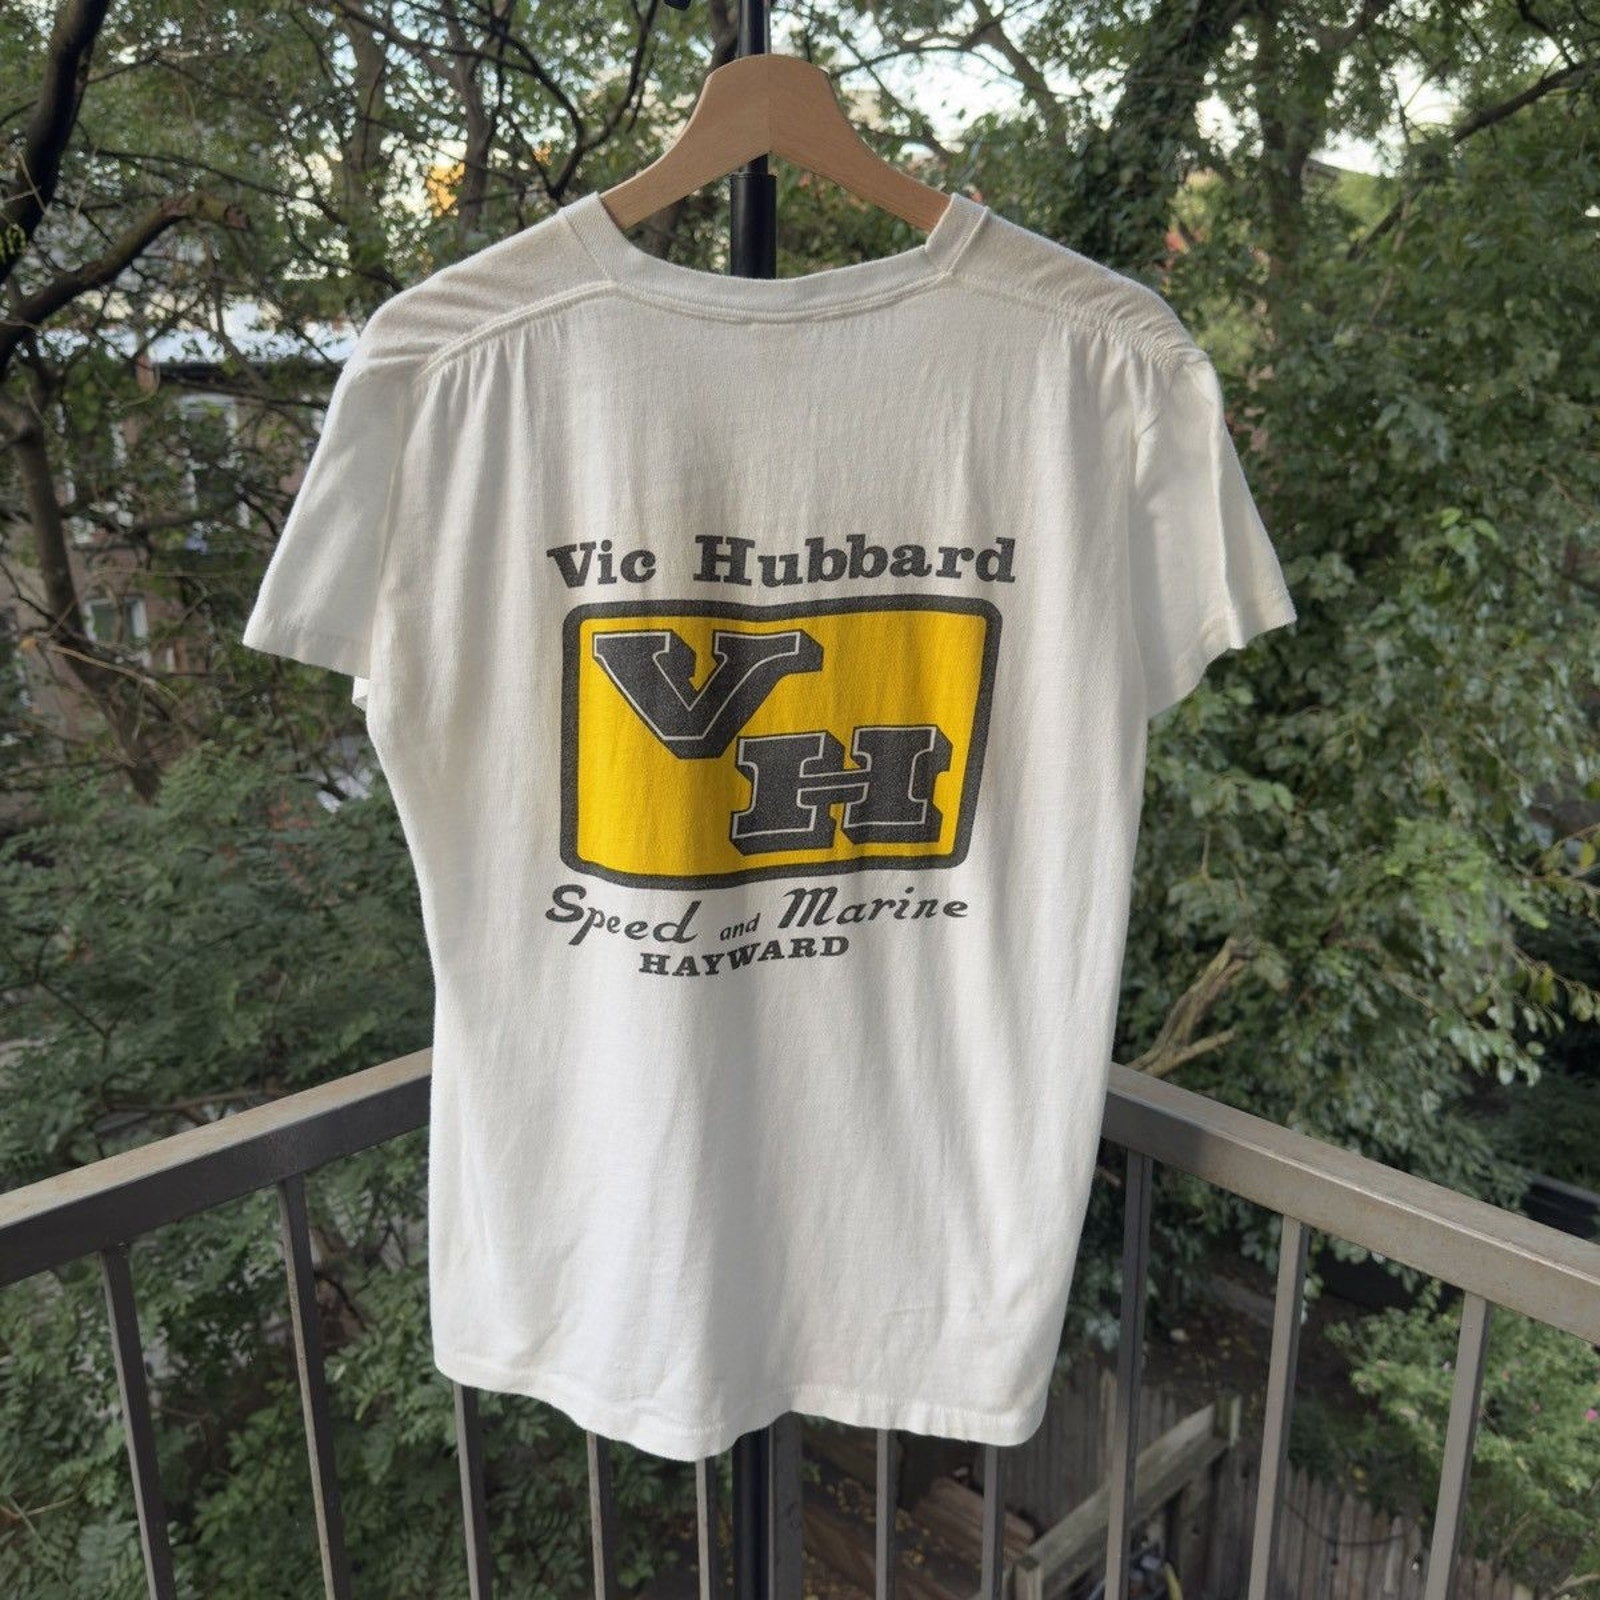 Vic Hubbard
VH
Speed and Marine
HAYWARD